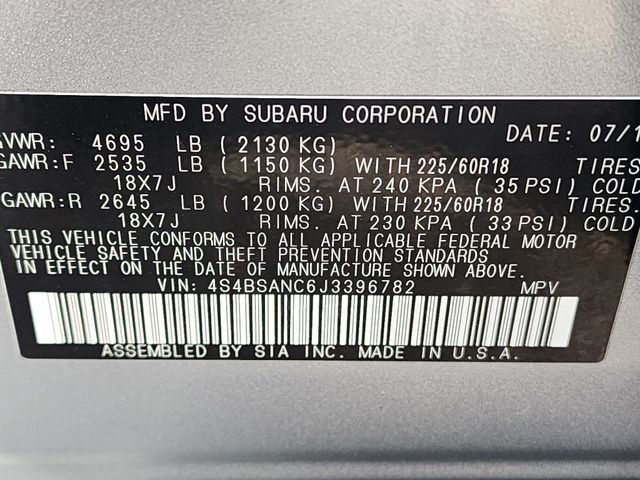 MFD BY SUBARU CORPORATION
DATE: 07/1
GVWR: 4695 LB ( 2130 KG)
GAWR:F 2535 LB ( 1150 KG) WITH 225/60R18 TIRES
18X7J RIMS. AT 240 KPA ( 35 PSI) COLD
GAWR:R 2645 LB ( 1200 KG) WITH 225/60R18 TIRES.
18X7J RIMS. AT 230 KPA ( 33 PSI) COLD
THIS VEHICLE CONFORMS TO ALL APPLICABLE FEDERAL MOTOR
VEHICLE SAFETY AND THEFT PREVENTION STANDARDS
IN EFFECT ON THE DATE OF MANUFACTURE SHOWN ABOVE.
VIN: 4S4BSANC6J3396782 MPV
ASSEMBLED BY SIA INC. MADE IN U.S.A.